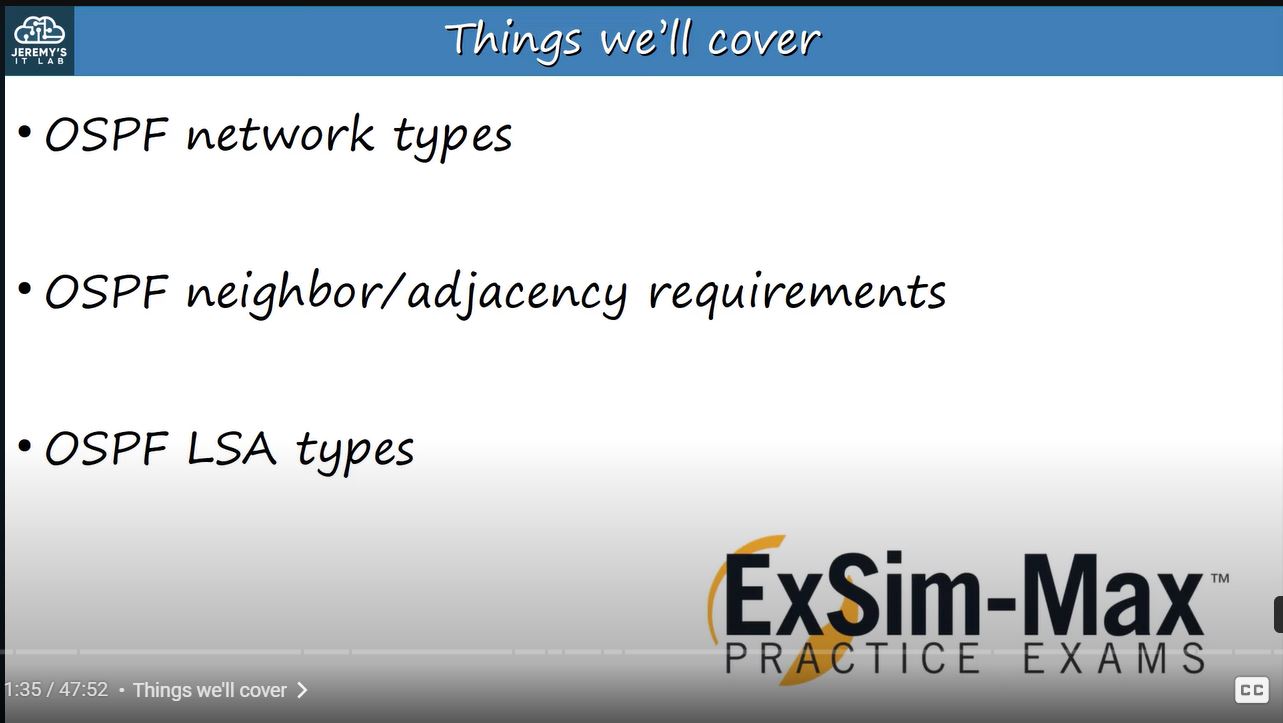 JEREMY'S
IT LAB
Things we'll cover
• OSPF network types
• OSPF neighbor/adjacency requirements
• OSPF LSA types
ExSim-Max™
PRACTICE EXAMS
1:35 / 47:52 • Things we'll cover >
CC